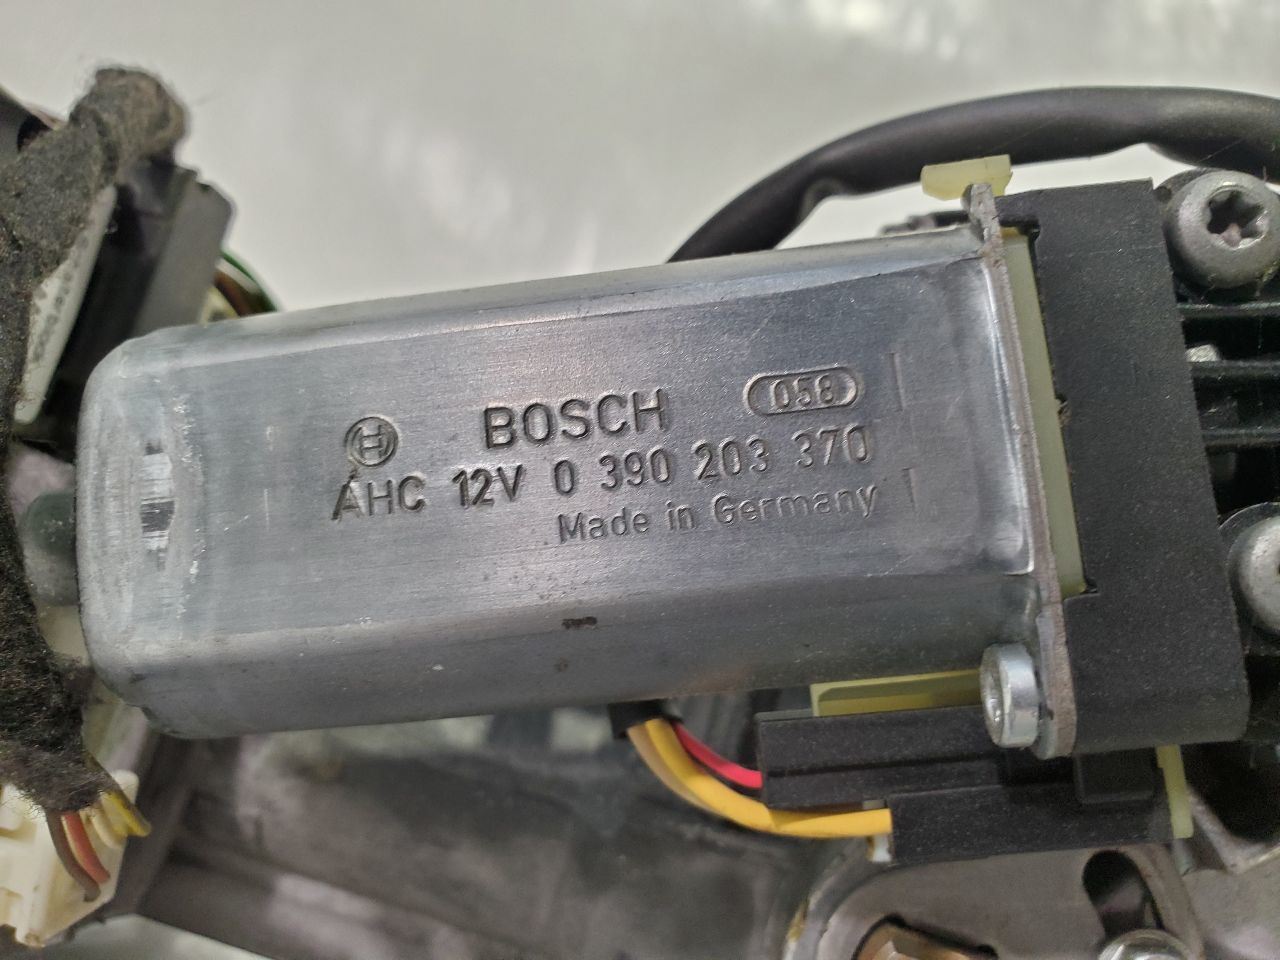 BOSCH 058
AHC 12V 0 390 203 370
Made in Germany